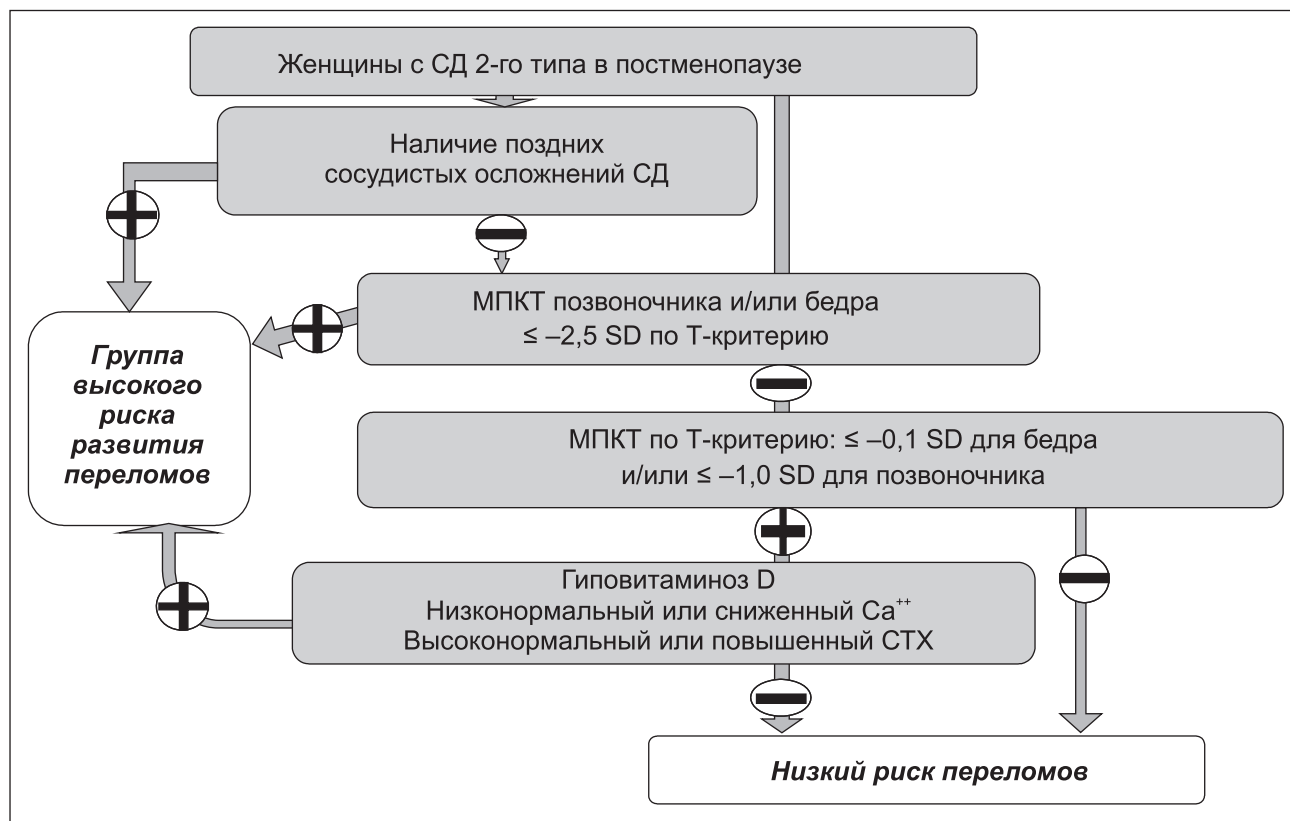 Женщины с СД 2-го типа в постменопаузе
Наличие поздних
сосудистых осложнений СД
МПКТ позвоночника и/или бедра
≤ –2,5 SD по Т-критерию
Группа
высокого
риска
развития
переломов
МПКТ по Т-критерию: ≤ –0,1 SD для бедра
и/или ≤ –1,0 SD для позвоночника
Гиповитаминоз D
Низконормальный или сниженный Ca⁺⁺
Высоконормальный или повышенный СТХ
Низкий риск переломов